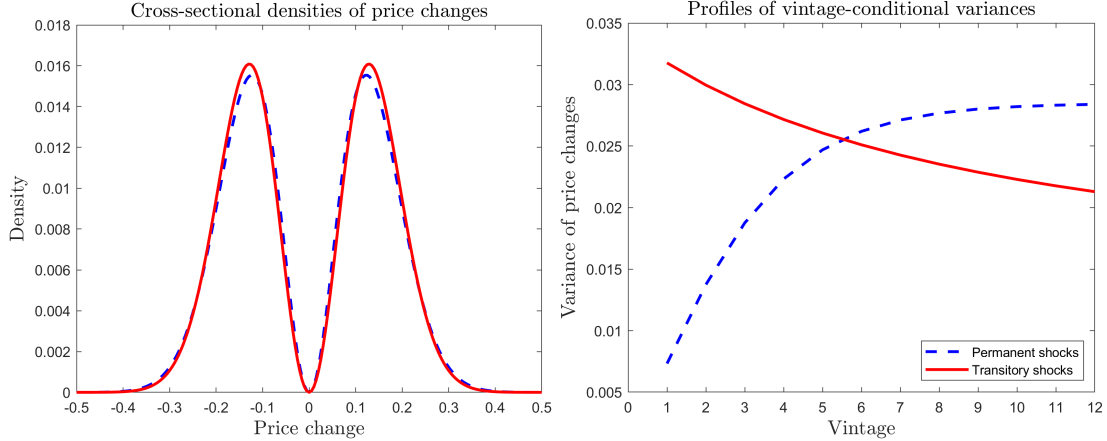 Cross-sectional densities of price changes
0.018
0.016
0.014
0.012
0.01
0.008
0.006
0.004
0.002
0
-0.5 -0.4 -0.3 -0.2 -0.1 0 0.1 0.2 0.3 0.4 0.5
Price change
Density
Profiles of vintage-conditional variances
0.035
0.03
0.025
0.02
0.015
0.01
0.005
0 1 2 3 4 5 6 7 8 9 10 11 12
Vintage
Variance of price changes
Permanent shocks
Transitory shocks